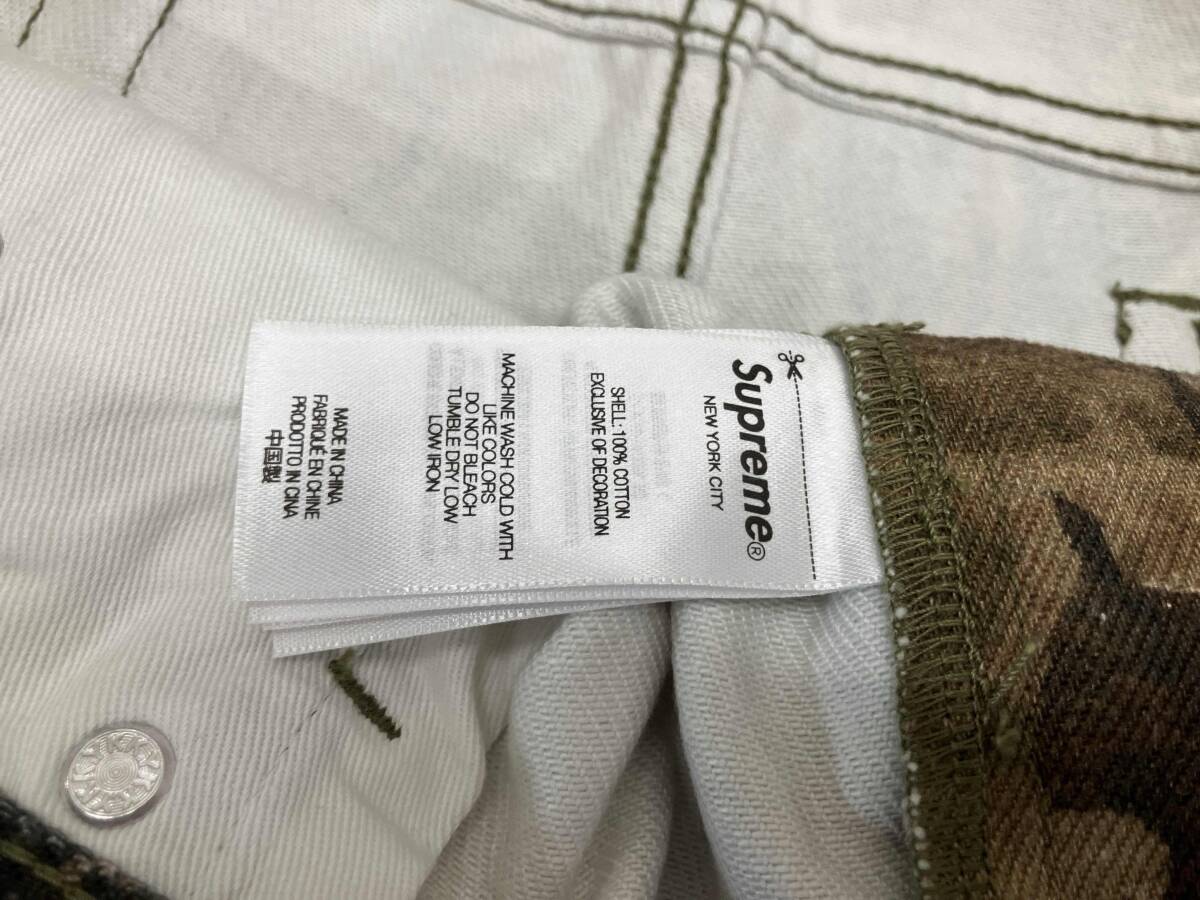 Supreme®
NEW YORK CITY
SHELL: 100% COTTON
EXCLUSIVE OF DECORATION
MACHINE WASH COLD WITH
LIKE COLORS
DO NOT BLEACH
TUMBLE DRY LOW
LOW IRON
MADE IN CHINA
FABRIQUÉ EN CHINE
PRODOTTO IN CINA
中国製